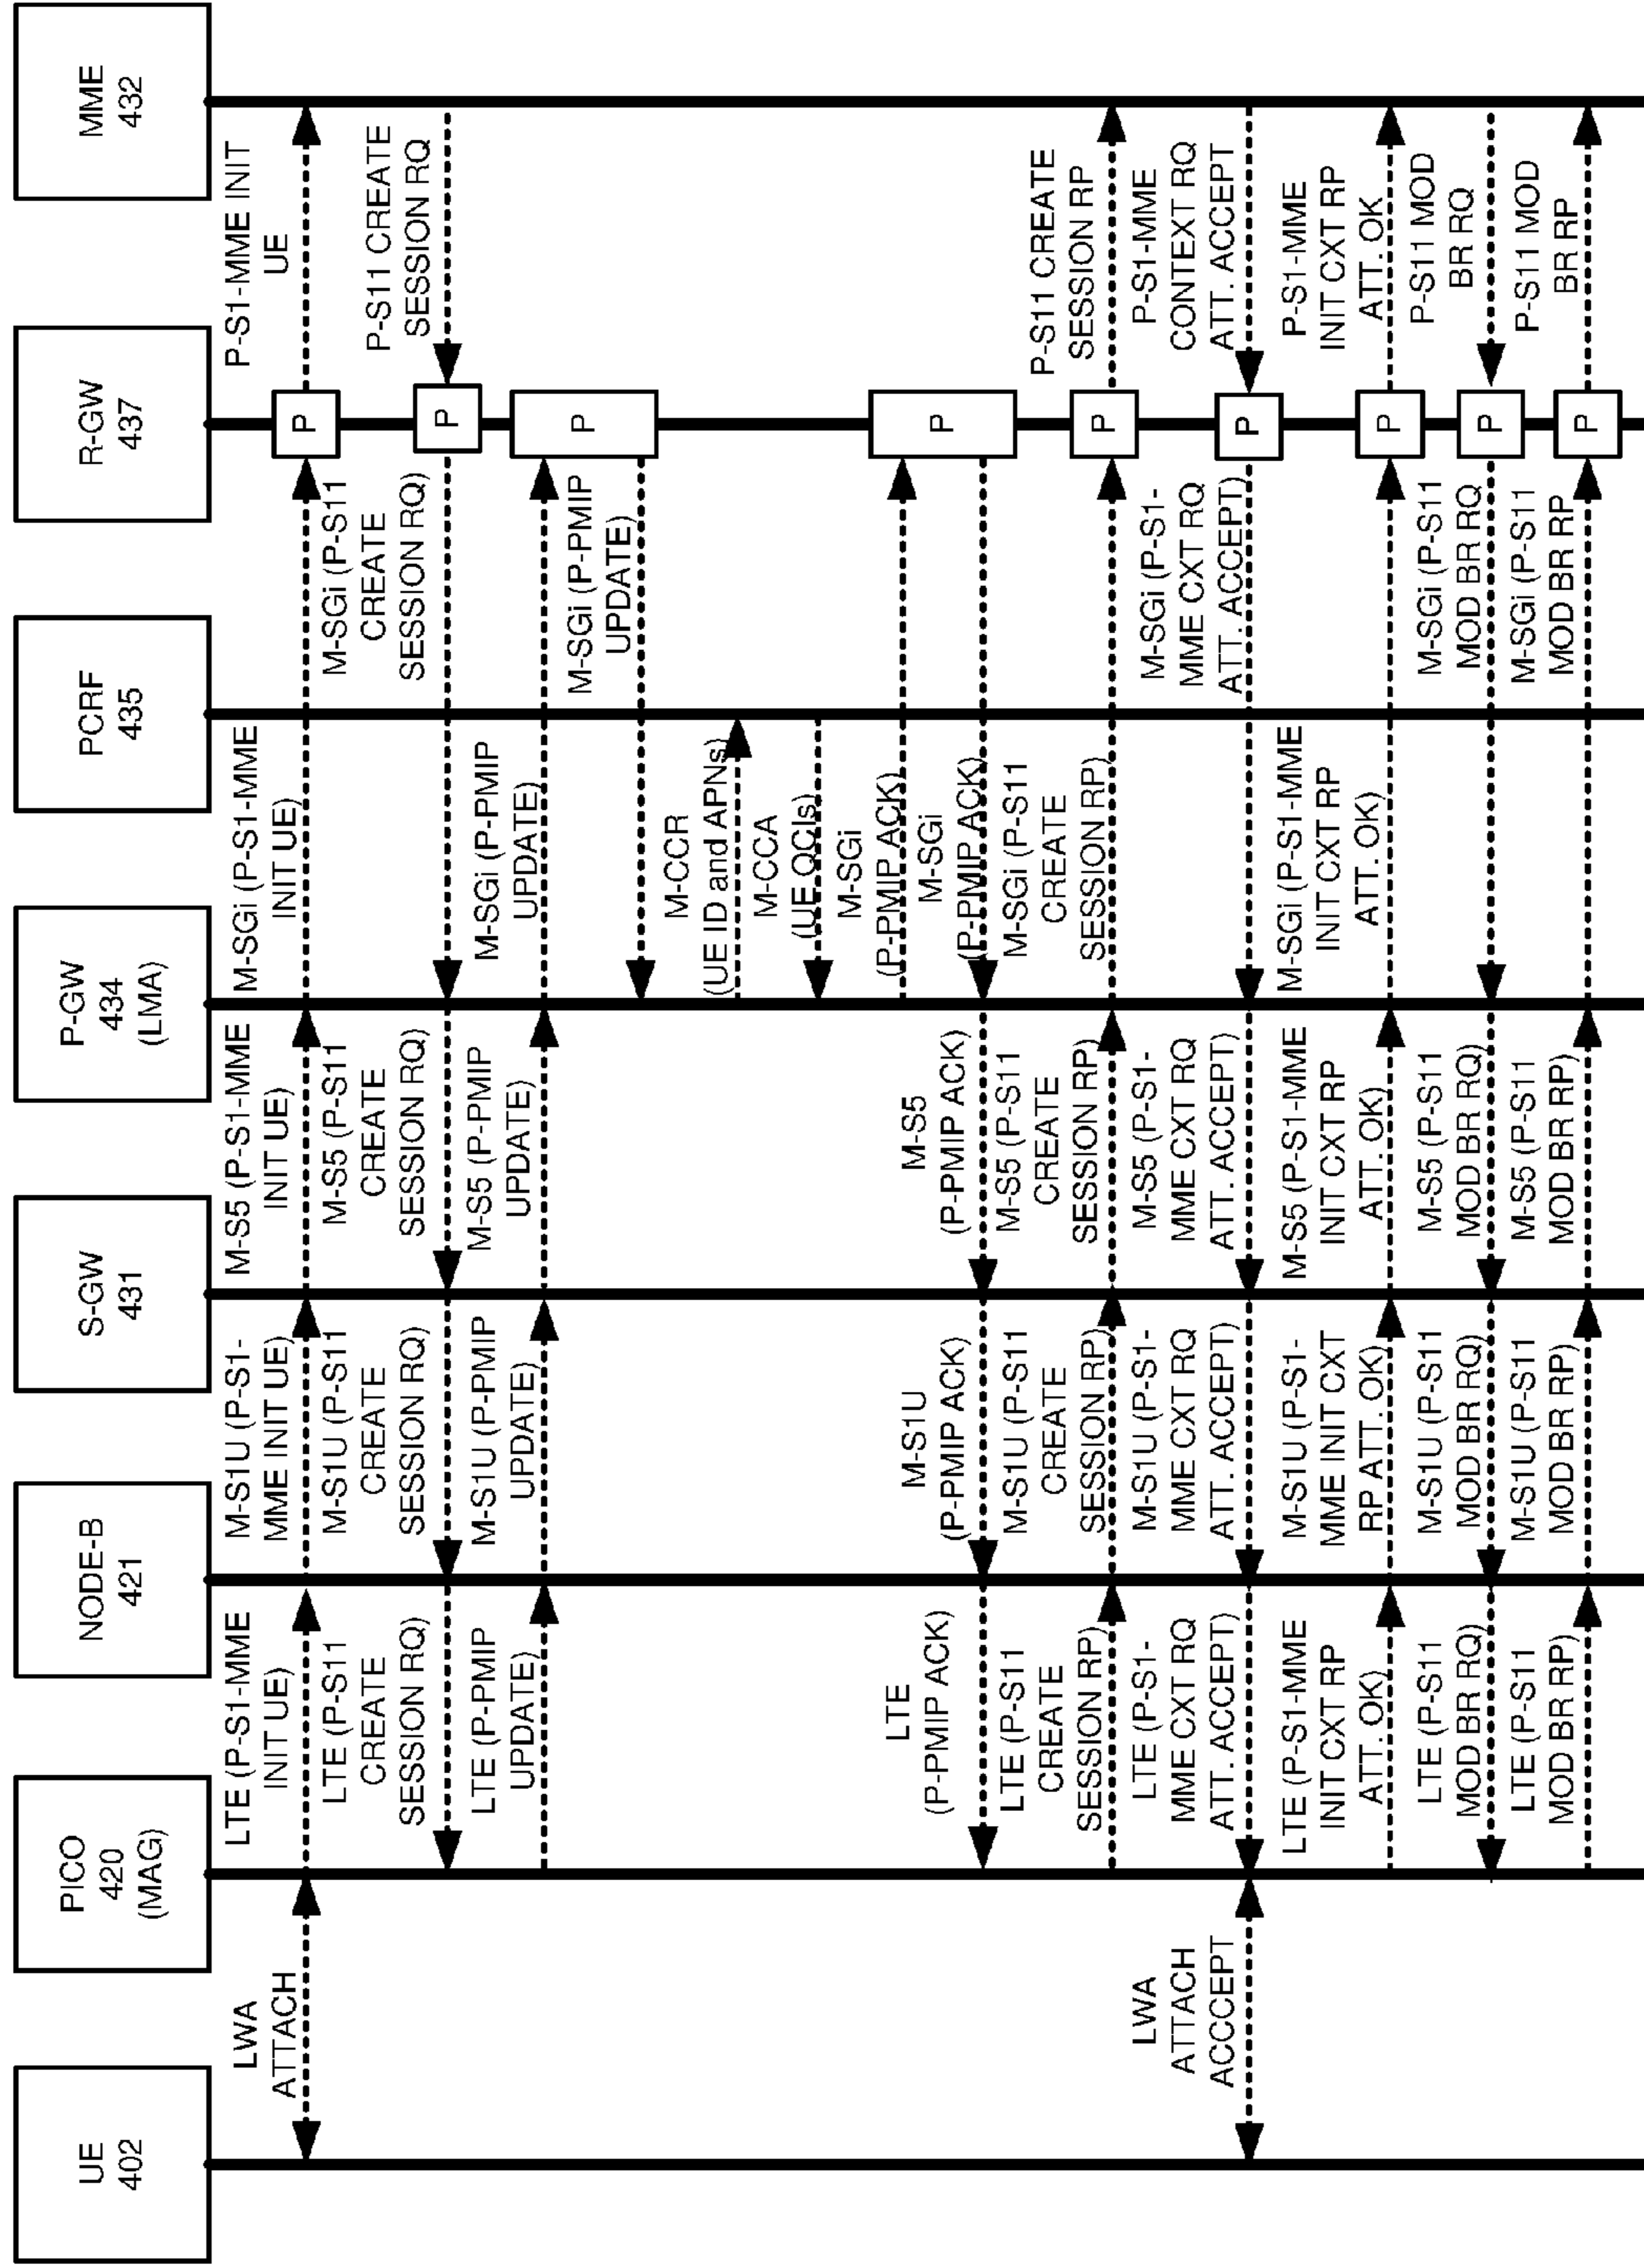 UE
402
PICO
420
(MAG)
NODE-B
421
S-GW
431
P-GW
434
(LMA)
PCRF
435
R-GW
437
MME
432
LWA
ATTACH
LTE (P-S1-MME
INIT UE)
M-S1U (P-S1-
MME INIT UE)
M-S5 (P-S1-MME
INIT UE)
M-SGi (P-S1-MME
INIT UE)
P-S1-MME INIT
UE
LTE (P-S11
CREATE
SESSION RQ)
M-S1U (P-S11
CREATE
SESSION RQ)
M-S5 (P-S11
CREATE
SESSION RQ)
M-SGi (P-S11
CREATE
SESSION RQ)
P-S11 CREATE
SESSION RQ
LTE (P-PMIP
UPDATE)
M-S1U (P-PMIP
UPDATE)
M-S5 (P-PMIP
UPDATE)
M-SGi (P-PMIP
UPDATE)
M-SGi (P-PMIP
UPDATE)
M-CCR
(UE ID and APNs)
M-CCA
(UE QCIs)
M-SGi
(P-PMIP ACK)
LTE
(P-PMIP ACK)
M-S1U
(P-PMIP ACK)
M-S5
(P-PMIP ACK)
M-SGi
(P-PMIP ACK)
LTE (P-S11
CREATE
SESSION RP)
M-S1U (P-S11
CREATE
SESSION RP)
M-S5 (P-S11
CREATE
SESSION RP)
M-SGi (P-S11
CREATE
SESSION RP)
P-S11 CREATE
SESSION RP
LWA
ATTACH
ACCCEPT
LTE (P-S1-
MME CXT RQ
ATT. ACCEPT)
M-S1U (P-S1-
MME CXT RQ
ATT. ACCEPT)
M-S5 (P-S1-
MME CXT RQ
ATT. ACCEPT)
M-SGi (P-S1-
MME CXT RQ
ATT. ACCEPT)
P-S1-MME
CONTEXT RQ
ATT. ACCEPT
LTE (P-S1-MME
INIT CXT RP
ATT. OK)
M-S1U (P-S1-
MME INIT CXT
RP ATT. OK)
M-S5 (P-S1-MME
INIT CXT RP
ATT. OK)
M-SGi (P-S1-MME
INIT CXT RP
ATT. OK)
P-S1-MME
INIT CXT RP
ATT. OK
LTE (P-S11
MOD BR RQ)
M-S1U (P-S11
MOD BR RQ)
M-S5 (P-S11
MOD BR RQ)
M-SGi (P-S11
MOD BR RQ
P-S11 MOD
BR RQ
LTE (P-S11
MOD BR RP)
M-S1U (P-S11
MOD BR RP)
M-S5 (P-S11
MOD BR RP)
M-SGi (P-S11
MOD BR RP
P-S11 MOD
BR RP
P
P
P
P
P
P
P
P
P